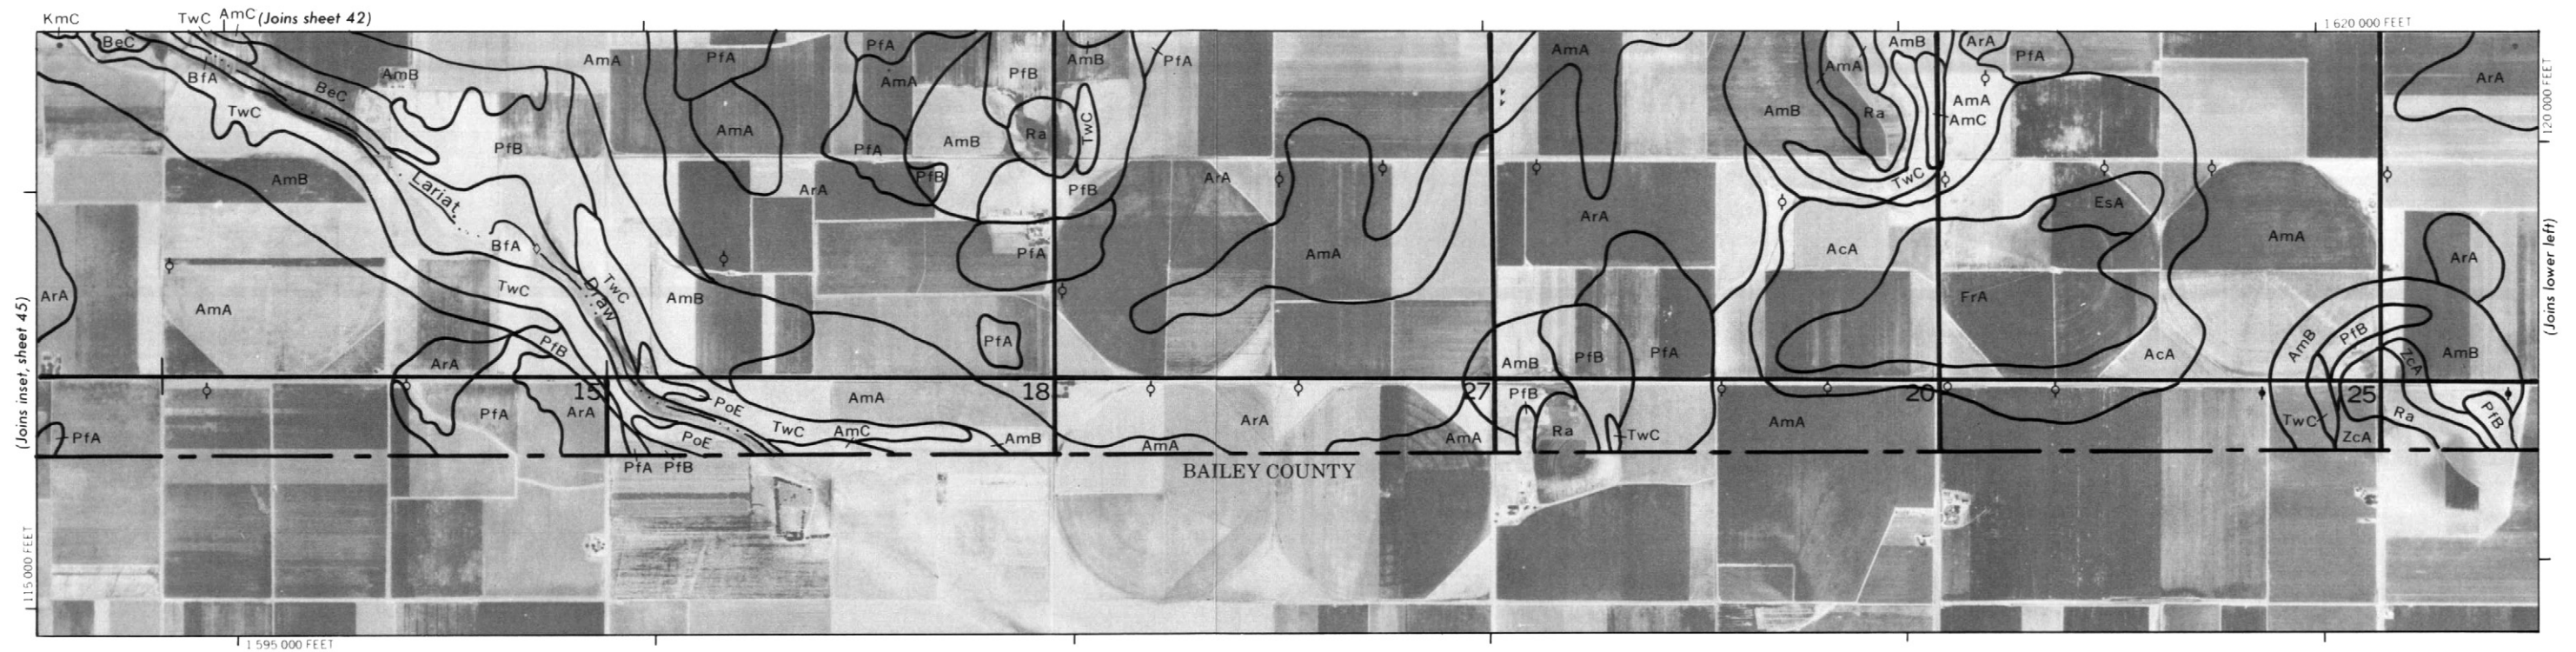 KmC
TwC AmC (Joins sheet 42)
1 620 000 FEET
BeC
BfA
TwC
BeC
AmB
AmA
PfA
PfA
AmA
PfB
AmB
PfA
AmA
AmA
AmB
ArA
PfA
ArA
AmB
Ra
AmA
AmC
120 000 FEET
PfB
AmA
PfA
AmB
Ra
TwC
AmB
Lariat
ArA
PfB
PfB
ArA
ArA
TwC
EsA
BfA
PfA
AmA
AcA
AmA
ArA
TwC
TwC
Draw
AmB
FrA
ArA
AmA
(Joins inset, sheet 45)
(Joins lower left)
PfA
ArA
PfB
AmB
PfB
PfA
AcA
AmB
PfB
ZcA
AmB
15
18
27
20
25
PfA
ArA
PoE
AmA
ArA
PfB
AmA
Ra
PfB
TwC
PfA
PoE
TwC
AmC
AmB
AmA
AmA
Ra
TwC
ZcA
PfA PfB
BAILEY COUNTY
115 000 FEET
1 595 000 FEET